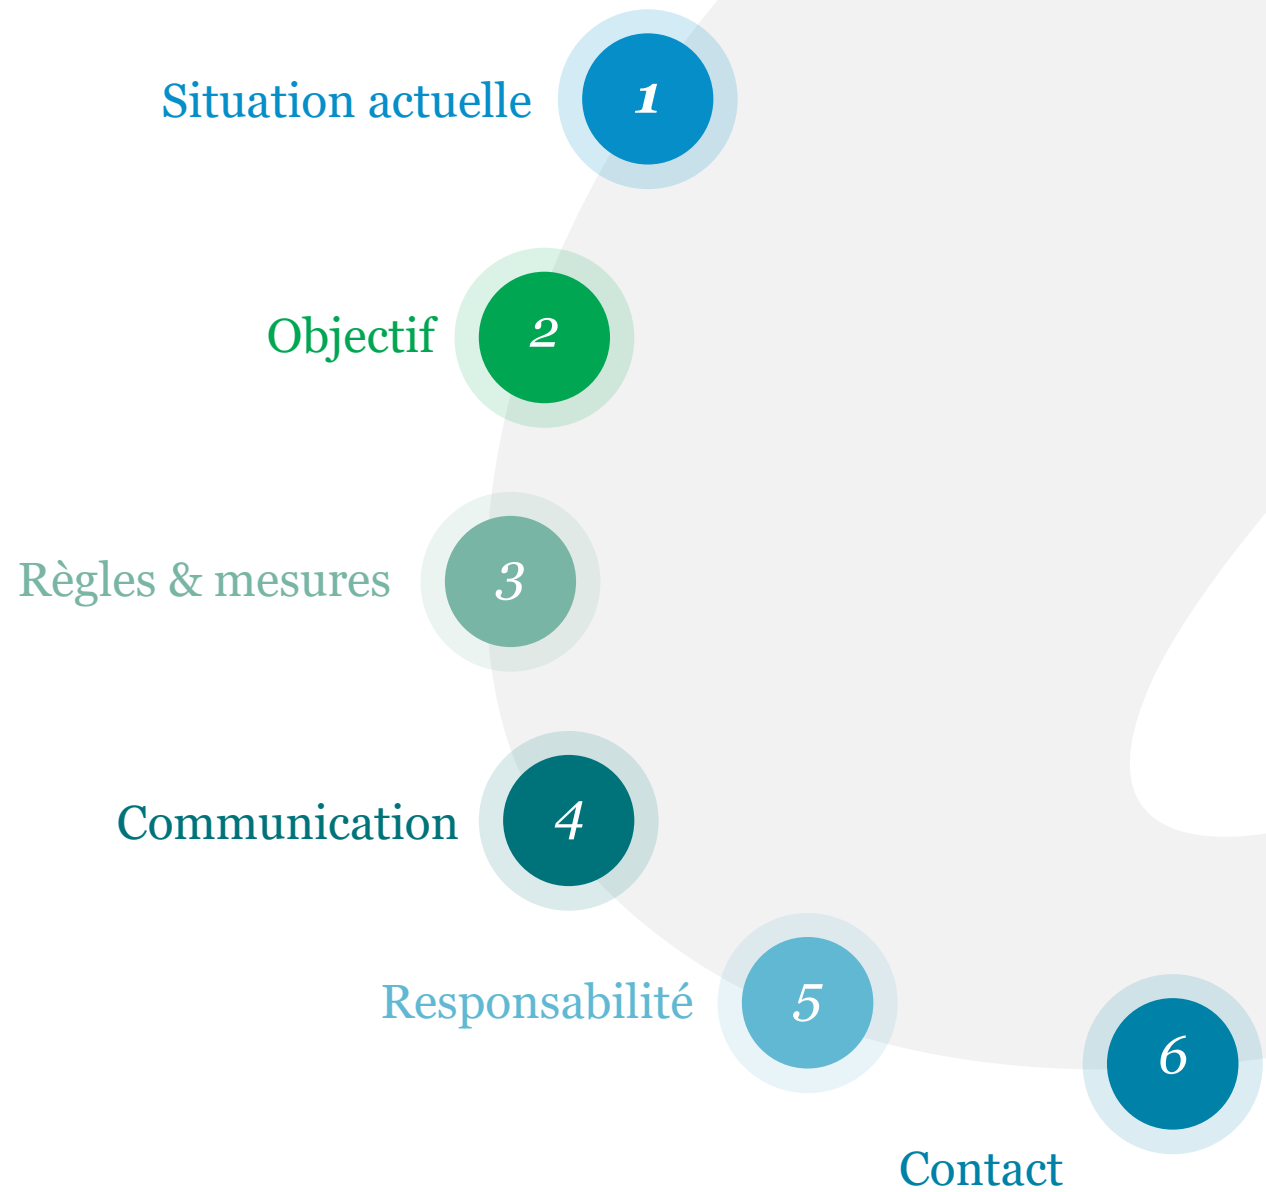 Situation actuelle 1
Objectif 2
Règles & mesures 3
Communication 4
Responsabilité 5
6
Contact